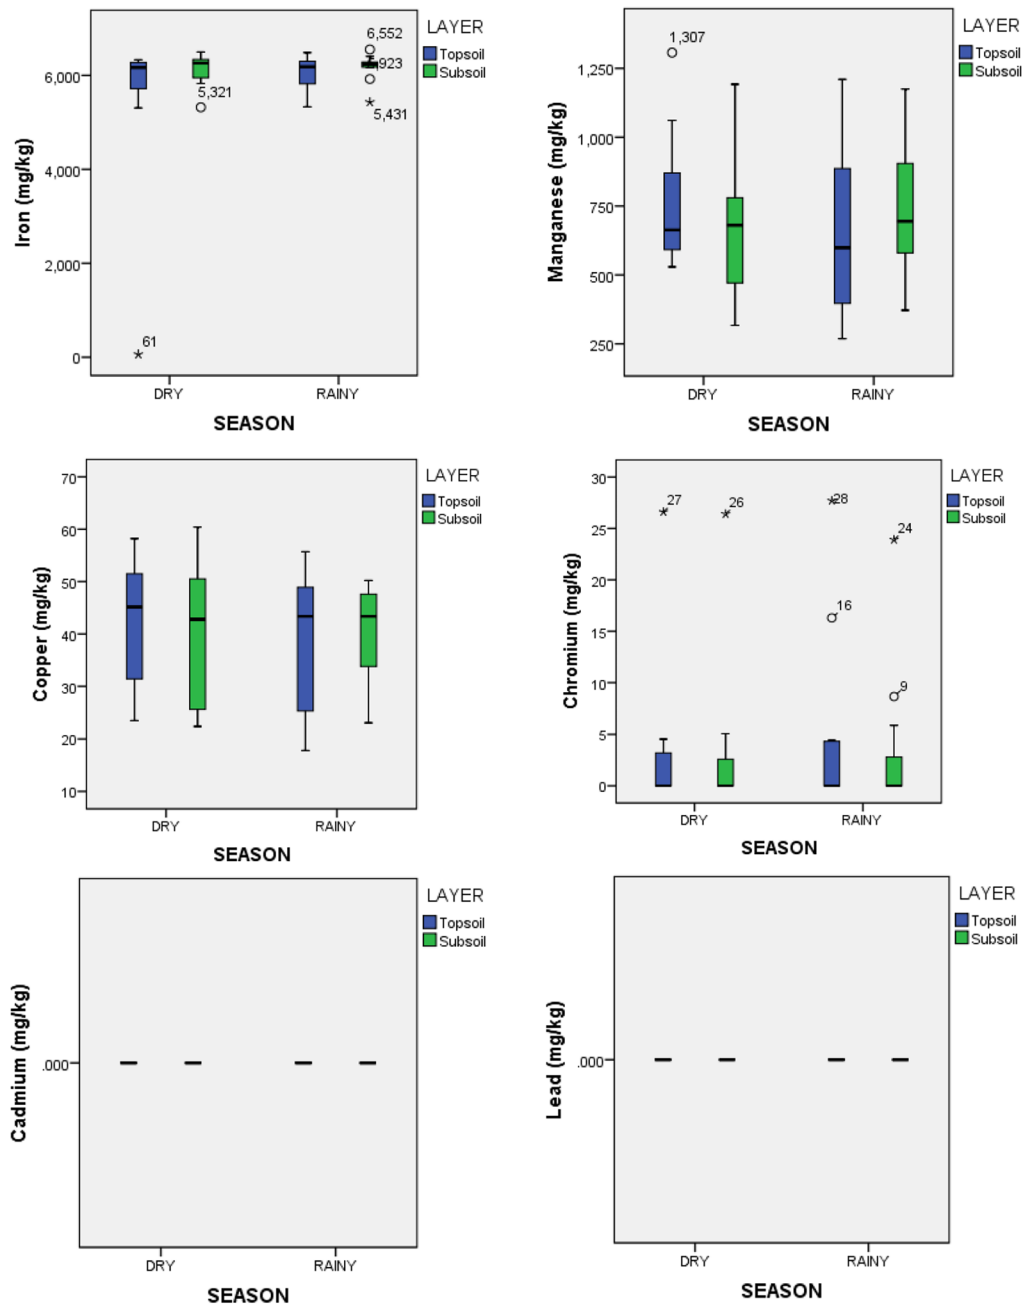 LAYER
Topsoil
Subsoil
6,552
923
5,321
5,431
61
6,000
4,000
2,000
0
Iron (mg/kg)
DRY
RAINY
SEASON
LAYER
Topsoil
Subsoil
1,307
1,250
1,000
750
500
250
Manganese (mg/kg)
DRY
RAINY
SEASON
LAYER
Topsoil
Subsoil
70
60
50
40
30
20
10
Copper (mg/kg)
DRY
RAINY
SEASON
LAYER
Topsoil
Subsoil
27
26
28
24
16
9
30
25
20
15
10
5
0
Chromium (mg/kg)
DRY
RAINY
SEASON
LAYER
Topsoil
Subsoil
.000
Cadmium (mg/kg)
DRY
RAINY
SEASON
LAYER
Topsoil
Subsoil
.000
Lead (mg/kg)
DRY
RAINY
SEASON